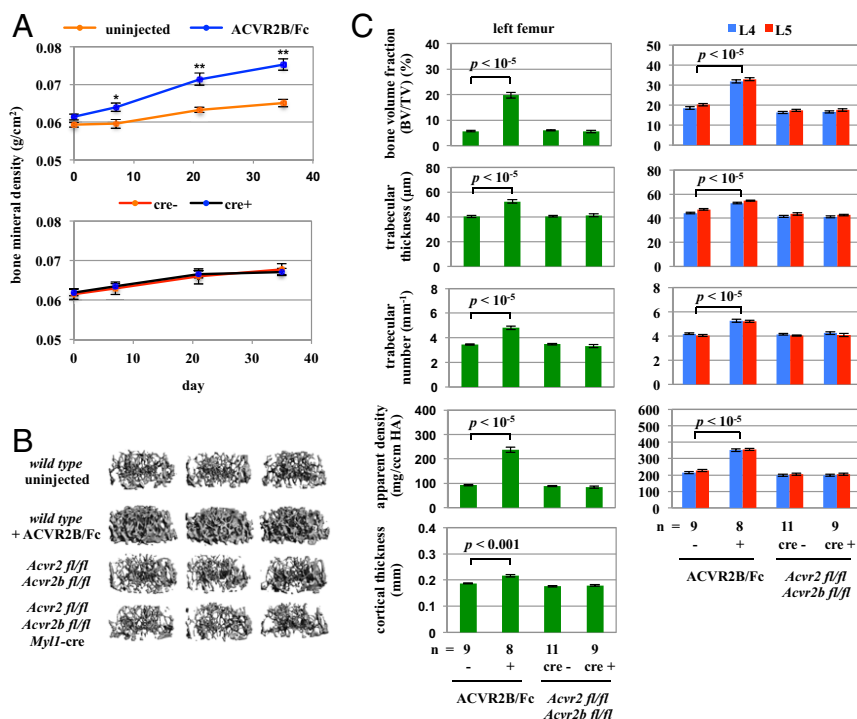 A
uninjected ACVR2B/Fc
0.08
0.07
0.06
0.05
* ** **
0 10 20 30 40
bone mineral density (g/cm²)
cre- cre+
0.07
0.06
0.05
0 10 20 30 40
day
B
wild type
uninjected
wild type
+ ACVR2B/Fc
Acvr2 fl/fl
Acvr2b fl/fl
Acvr2 fl/fl
Acvr2b fl/fl
Myl1-cre
C
left femur
bone volume fraction
(BV/TV) (%)
50
40
30
20
10
0
p < 10⁻⁵
trabecular
thickness (µm)
80
60
40
20
0
p < 10⁻⁵
trabecular
number (mm⁻¹)
8
6
4
2
0
p < 10⁻⁵
apparent density
(mg/ccm HA)
400
300
200
100
0
p < 10⁻⁵
cortical thickness
(mm)
0.4
0.3
0.2
0.1
0.0
p < 0.001
n = 9 8 11 9
- + cre - cre +
ACVR2B/Fc Acvr2 fl/fl
Acvr2b fl/fl
L4 L5
50
40
30
20
10
0
p < 10⁻⁵
80
60
40
20
0
p < 10⁻⁵
8
6
4
2
0
p < 10⁻⁵
600
500
400
300
200
100
0
p < 10⁻⁵
n = 9 8 11 9
- + cre - cre +
ACVR2B/Fc Acvr2 fl/fl
Acvr2b fl/fl